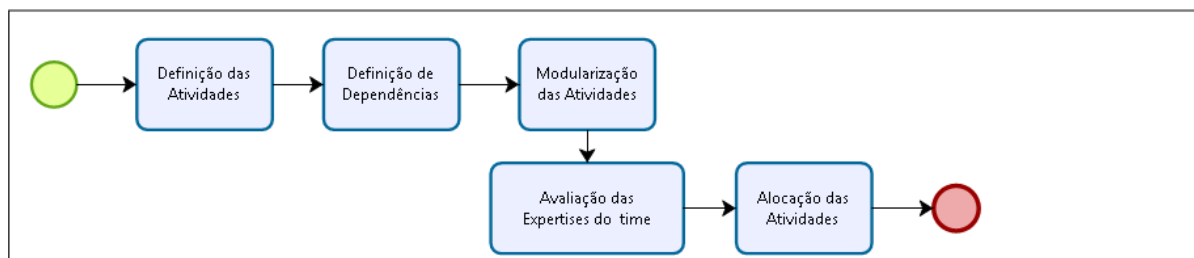 Definição das
Atividades
Definição de
Dependências
Modularização
das Atividades
Avaliação das
Expertises do time
Alocação das
Atividades